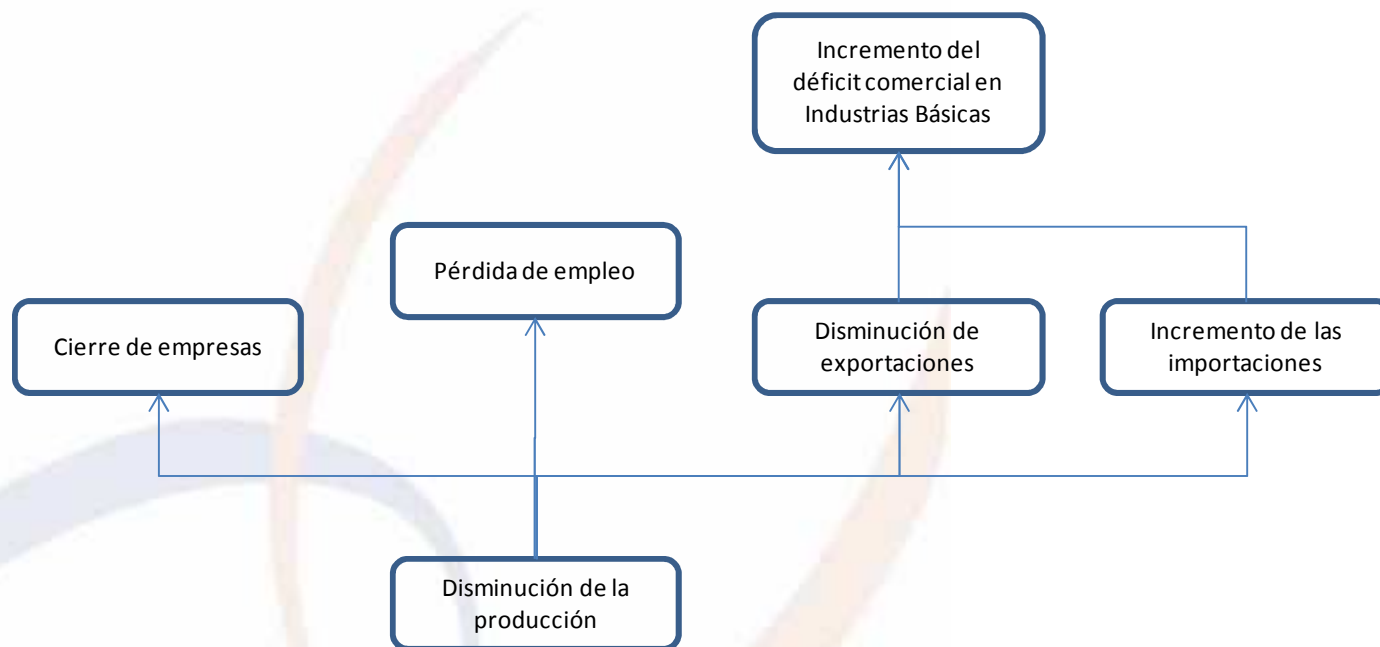 Incremento del
déficit comercial en
Industrias Básicas
Pérdida de empleo
Cierre de empresas
Disminución de
exportaciones
Incremento de las
importaciones
Disminución de la
producción